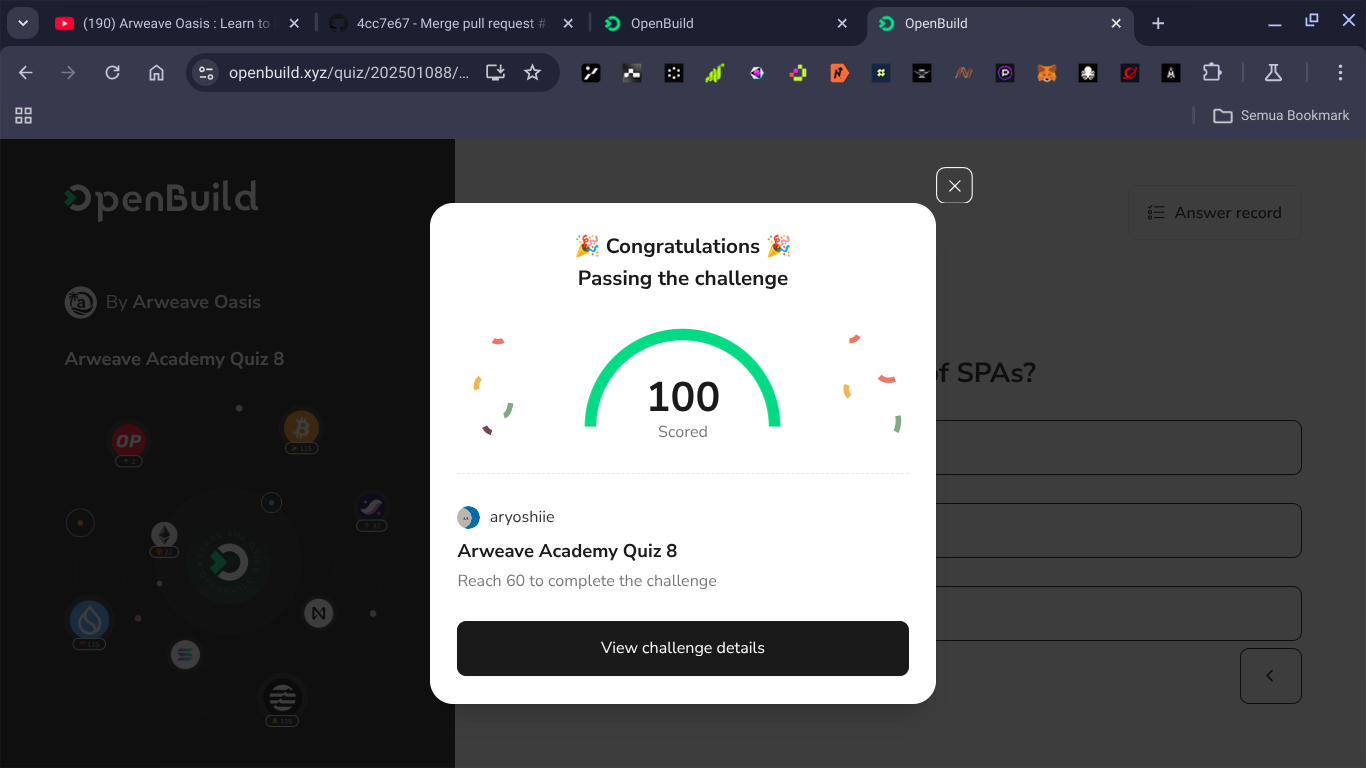 (190) Arweave Oasis : Learn to
4cc7e67 - Merge pull request #
OpenBuild
OpenBuild
openbuild.xyz/quiz/202501088/...
Semua Bookmark
OpenBuild
Answer record
By Arweave Oasis
Arweave Academy Quiz 8
of SPAs?
OP
🎉 Congratulations 🎉
Passing the challenge
100
Scored
aryoshiie
Arweave Academy Quiz 8
Reach 60 to complete the challenge
View challenge details